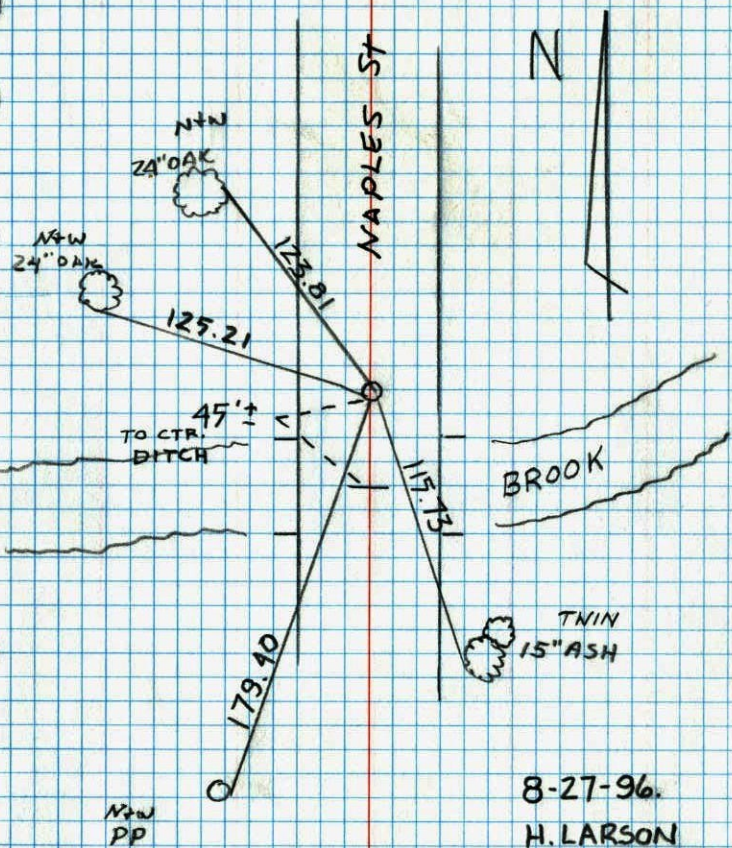 NAPLES St
N
N+W
24" OAK
N+W
24" OAK
123.81
125.21
45'±
TO CTR.
DITCH
115.73
BROOK
TWIN
15" ASH
179.40
N+W
PP
8-27-96.
H. LARSON